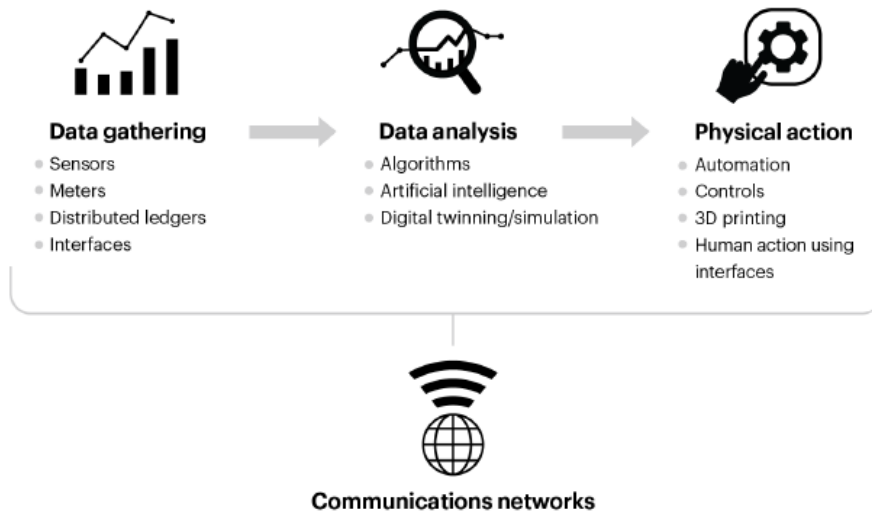 Data gathering
Sensors
Meters
Distributed ledgers
Interfaces
Data analysis
Algorithms
Artificial intelligence
Digital twinning/simulation
Physical action
Automation
Controls
3D printing
Human action using
interfaces
Communications networks